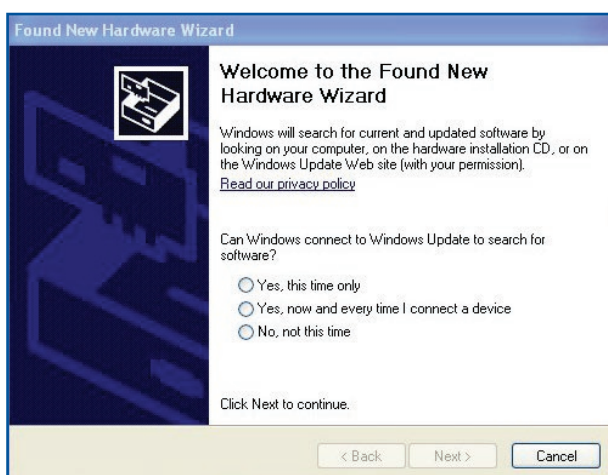 Found New Hardware Wizard
Welcome to the Found New
Hardware Wizard
Windows will search for current and updated software by
looking on your computer, on the hardware installation CD, or on
the Windows Update Web site (with your permission).
Read our privacy policy
Can Windows connect to Windows Update to search for
software?
Yes, this time only
Yes, now and every time I connect a device
No, not this time
Click Next to continue.
< Back Next > Cancel